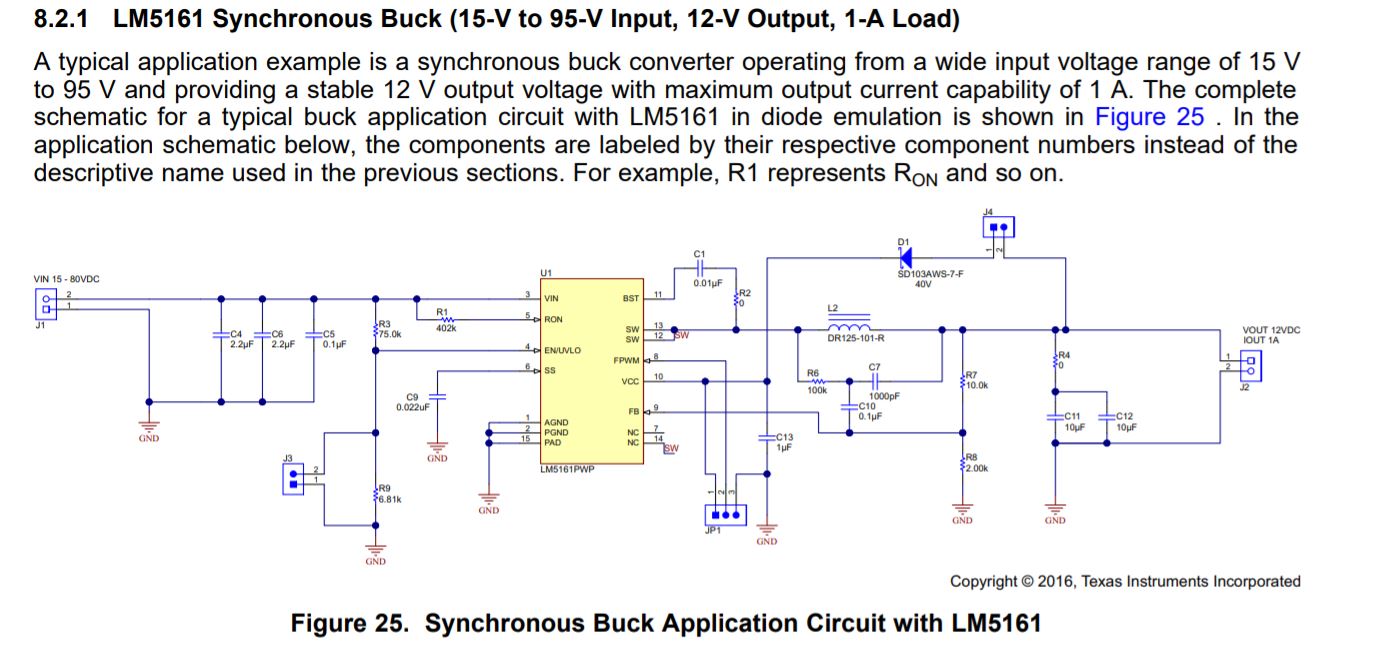 8.2.1 LM5161 Synchronous Buck (15-V to 95-V Input, 12-V Output, 1-A Load)
A typical application example is a synchronous buck converter operating from a wide input voltage range of 15 V
to 95 V and providing a stable 12 V output voltage with maximum output current capability of 1 A. The complete
schematic for a typical buck application circuit with LM5161 in diode emulation is shown in Figure 25 . In the
application schematic below, the components are labeled by their respective component numbers instead of the
descriptive name used in the previous sections. For example, R1 represents RON and so on.
J4
1
2
D1
SD103AWS-7-F
40V
C1
0.01µF
R2
0
VIN 15 - 80VDC
2
1
J1
C4
2.2µF
C6
2.2µF
C5
0.1µF
GND
R3
75.0k
R1
402k
C9
0.022uF
GND
J3
2
1
R9
6.81k
GND
U1
3 VIN
5 RON
4 EN/UVLO
6 SS
1 AGND
2 PGND
15 PAD
BST 11
SW 13
SW 12
SW
FPWM 8
VCC 10
FB 9
NC 7
NC 14
SW
LM5161PWP
GND
L2
DR125-101-R
R6
100k
C7
1000pF
C10
0.1µF
C13
1µF
1
2
3
JP1
GND
R7
10.0k
R8
2.00k
GND
R4
0
C11
10µF
C12
10µF
GND
VOUT 12VDC
IOUT 1A
1
2
J2
Copyright © 2016, Texas Instruments Incorporated
Figure 25. Synchronous Buck Application Circuit with LM5161